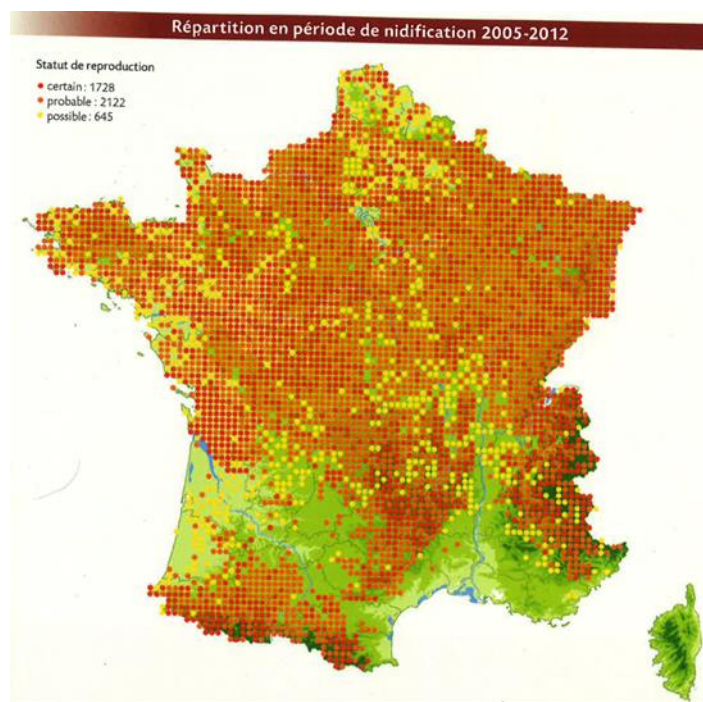 Répartition en période de nidification 2005-2012
Statut de reproduction
certain : 1728
probable : 2122
possible : 645